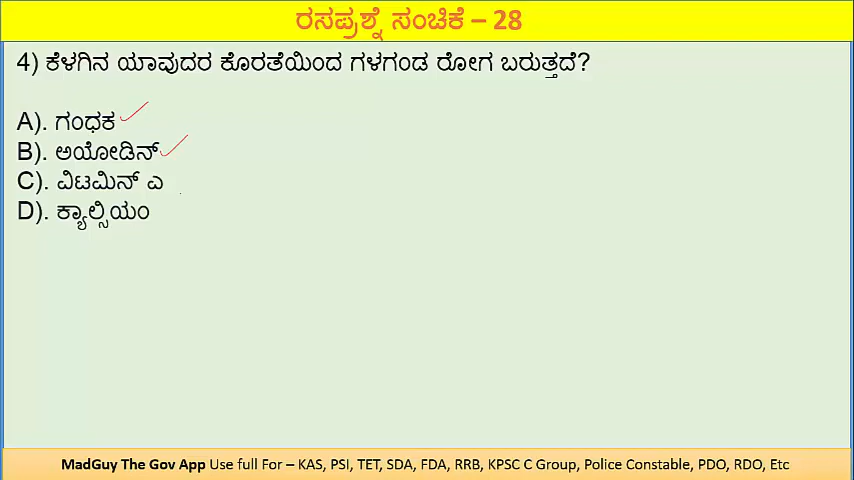 ರಸಪ್ರಶ್ನೆ ಸಂಚಿಕೆ – 28
4) ಕೆಳಗಿನ ಯಾವುದರ ಕೊರತೆಯಿಂದ ಗಳಗಂಡ ರೋಗ ಬರುತ್ತದೆ?
A). ಗಂಧಕ
B). ಅಯೋಡಿನ್
C). ವಿಟಮಿನ್ ಎ
D). ಕ್ಯಾಲ್ಸಿಯಂ
MadGuy The Gov App Use full For – KAS, PSI, TET, SDA, FDA, RRB, KPSC C Group, Police Constable, PDO, RDO, Etc